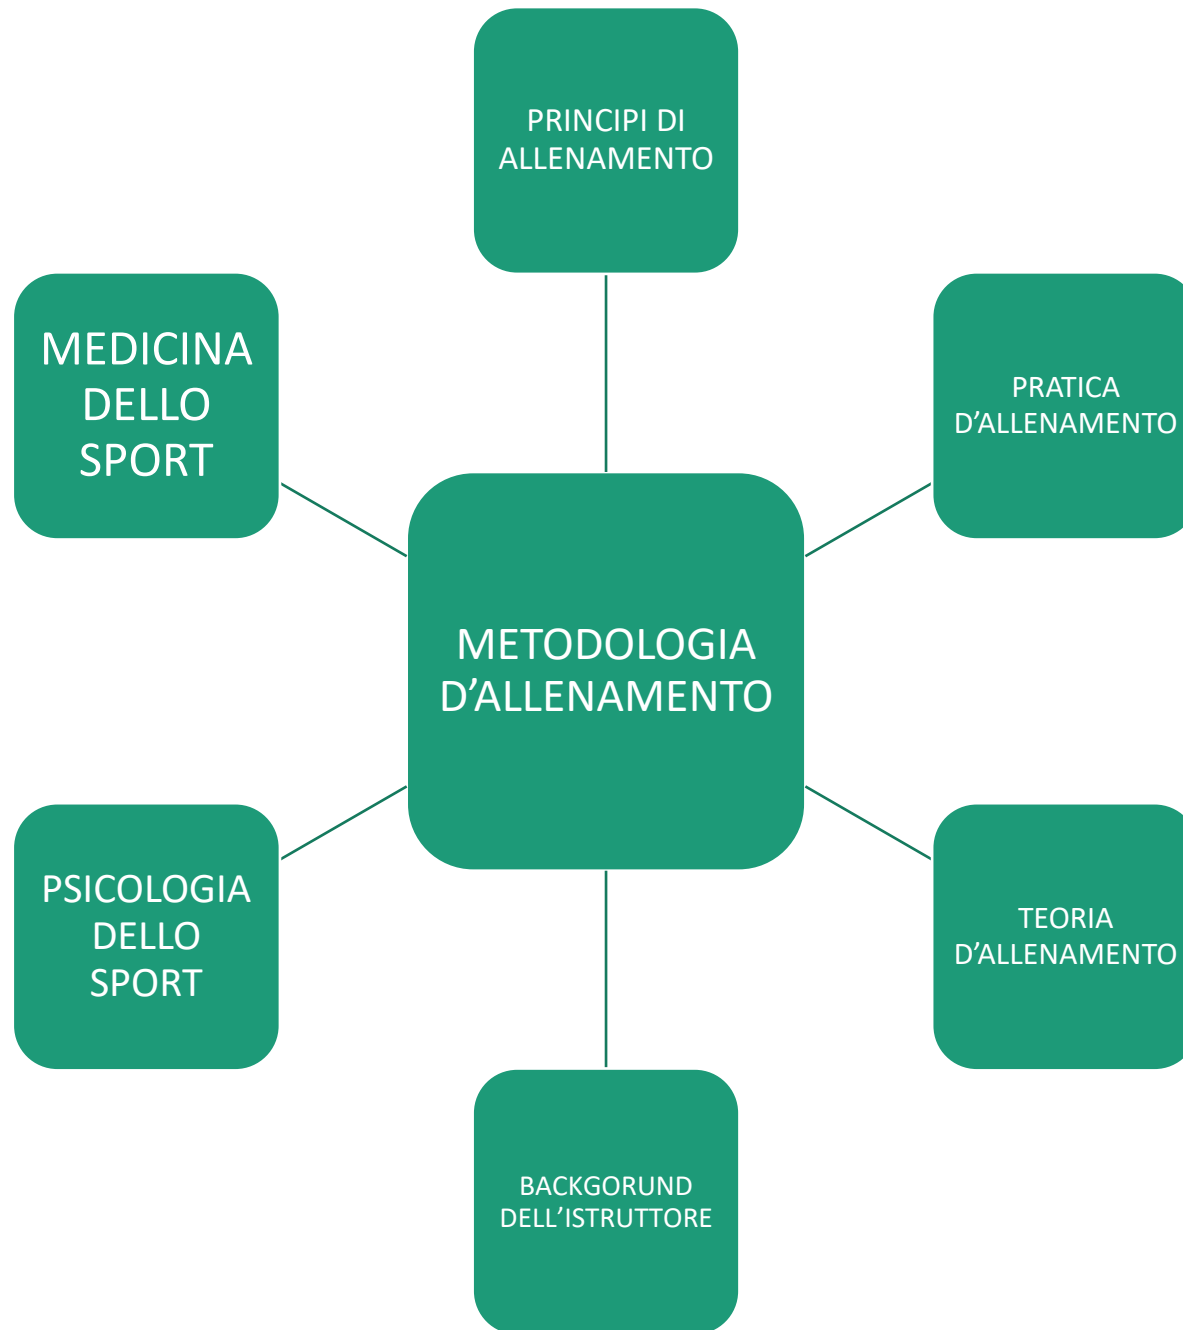 PRINCIPI DI
ALLENAMENTO
MEDICINA
DELLO
SPORT
PRATICA
D’ALLENAMENTO
METODOLOGIA
D’ALLENAMENTO
PSICOLOGIA
DELLO
SPORT
TEORIA
D’ALLENAMENTO
BACKGORUND
DELL’ISTRUTTORE